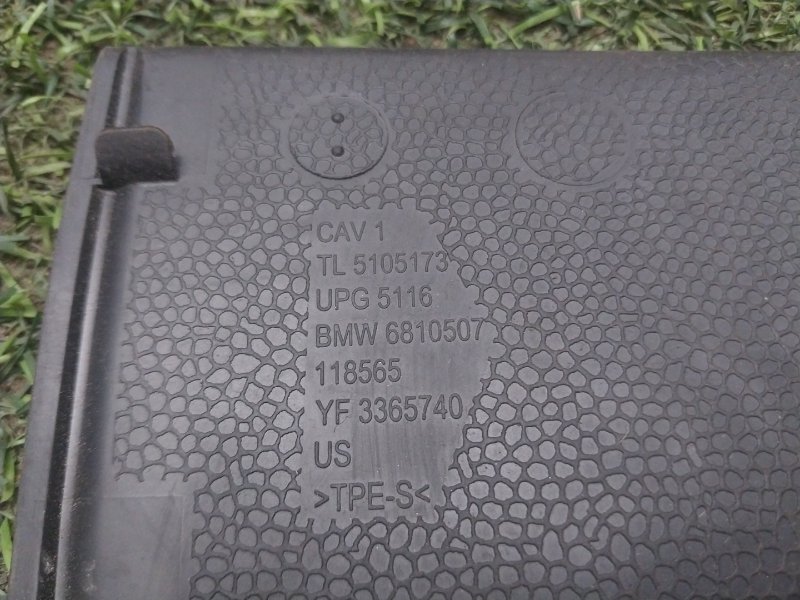 CAV 1
TL 5105173
UPG 5116
BMW 6810507
118565
YF 3365740
US
>TPE-S<